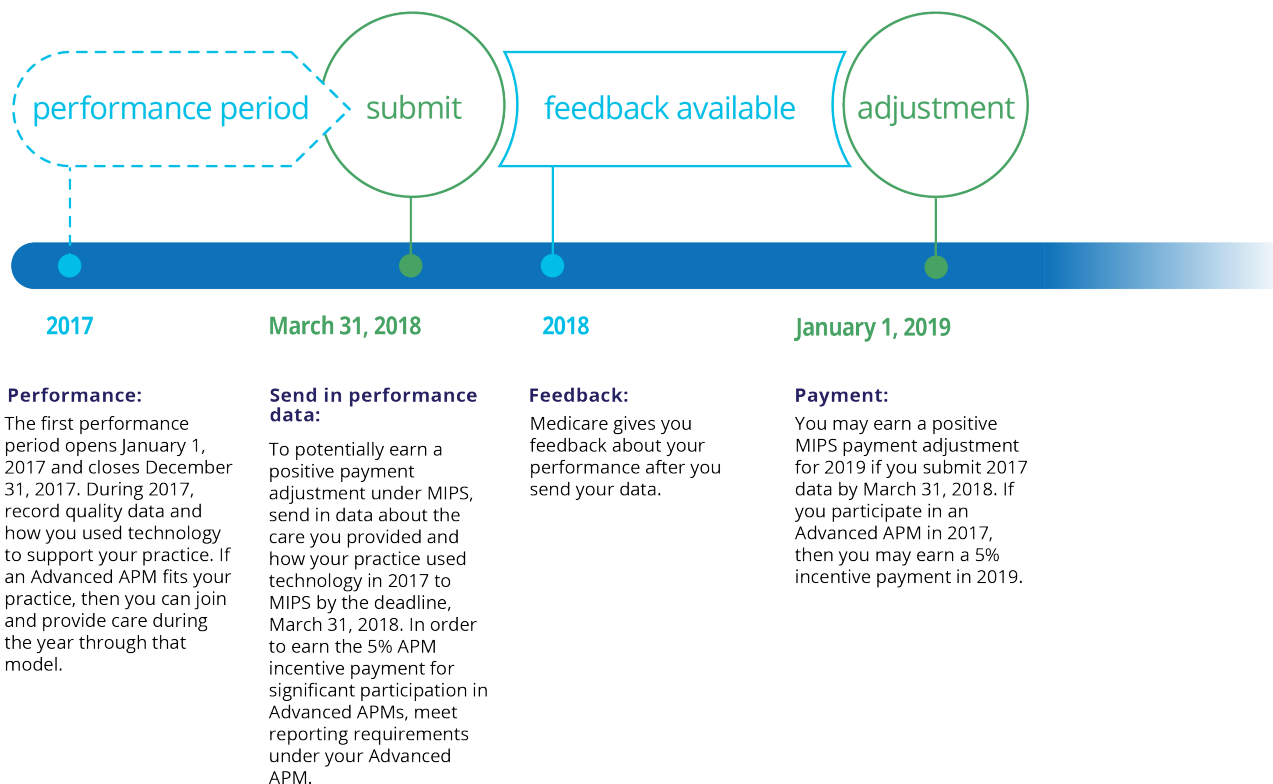 performance period
submit
feedback available
adjustment
2017
March 31, 2018
2018
January 1, 2019
Performance:
The first performance
period opens January 1,
2017 and closes December
31, 2017. During 2017,
record quality data and
how you used technology
to support your practice. If
an Advanced APM fits your
practice, then you can join
and provide care during
the year through that
model.
Send in performance
data:
To potentially earn a
positive payment
adjustment under MIPS,
send in data about the
care you provided and
how your practice used
technology in 2017 to
MIPS by the deadline,
March 31, 2018. In order
to earn the 5% APM
incentive payment for
significant participation in
Advanced APMs, meet
reporting requirements
under your Advanced
APM.
Feedback:
Medicare gives you
feedback about your
performance after you
send your data.
Payment:
You may earn a positive
MIPS payment adjustment
for 2019 if you submit 2017
data by March 31, 2018. If
you participate in an
Advanced APM in 2017,
then you may earn a 5%
incentive payment in 2019.